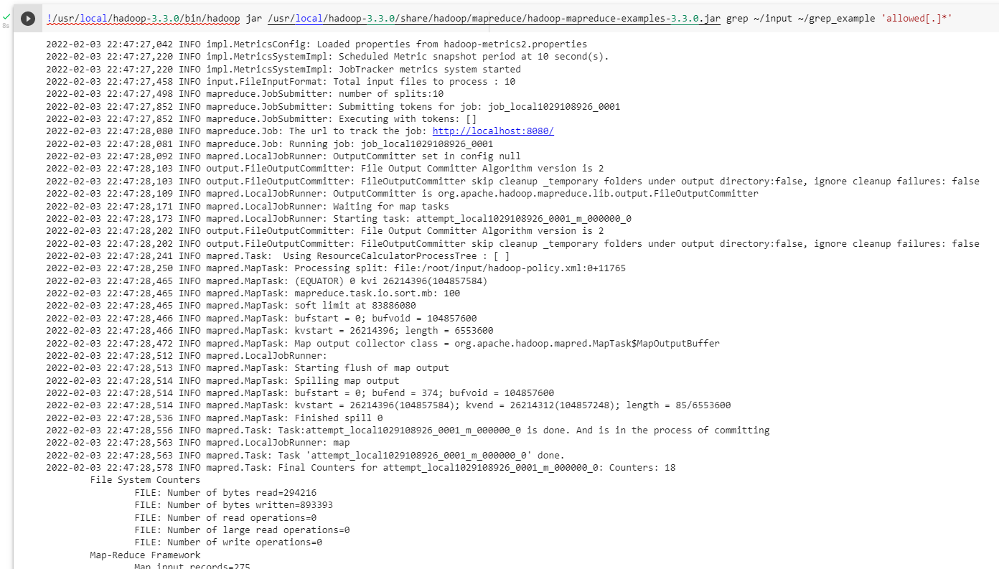 8s
!/usr/local/hadoop-3.3.0/bin/hadoop jar /usr/local/hadoop-3.3.0/share/hadoop/mapreduce/hadoop-mapreduce-examples-3.3.0.jar grep ~/input ~/grep_example 'allowed[.]*'
2022-02-03 22:47:27,042 INFO impl.MetricsConfig: Loaded properties from hadoop-metrics2.properties
2022-02-03 22:47:27,220 INFO impl.MetricsSystemImpl: Scheduled Metric snapshot period at 10 second(s).
2022-02-03 22:47:27,220 INFO impl.MetricsSystemImpl: JobTracker metrics system started
2022-02-03 22:47:27,458 INFO input.FileInputFormat: Total input files to process : 10
2022-02-03 22:47:27,498 INFO mapreduce.JobSubmitter: number of splits:10
2022-02-03 22:47:27,852 INFO mapreduce.JobSubmitter: Submitting tokens for job: job_local1029108926_0001
2022-02-03 22:47:27,852 INFO mapreduce.JobSubmitter: Executing with tokens: []
2022-02-03 22:47:28,080 INFO mapreduce.Job: The url to track the job: http://localhost:8080/
2022-02-03 22:47:28,081 INFO mapreduce.Job: Running job: job_local1029108926_0001
2022-02-03 22:47:28,092 INFO mapred.LocalJobRunner: OutputCommitter set in config null
2022-02-03 22:47:28,103 INFO output.FileOutputCommitter: File Output Committer Algorithm version is 2
2022-02-03 22:47:28,103 INFO output.FileOutputCommitter: FileOutputCommitter skip cleanup _temporary folders under output directory:false, ignore cleanup failures: false
2022-02-03 22:47:28,109 INFO mapred.LocalJobRunner: OutputCommitter is org.apache.hadoop.mapreduce.lib.output.FileOutputCommitter
2022-02-03 22:47:28,171 INFO mapred.LocalJobRunner: Waiting for map tasks
2022-02-03 22:47:28,173 INFO mapred.LocalJobRunner: Starting task: attempt_local1029108926_0001_m_000000_0
2022-02-03 22:47:28,202 INFO output.FileOutputCommitter: File Output Committer Algorithm version is 2
2022-02-03 22:47:28,202 INFO output.FileOutputCommitter: FileOutputCommitter skip cleanup _temporary folders under output directory:false, ignore cleanup failures: false
2022-02-03 22:47:28,241 INFO mapred.Task:  Using ResourceCalculatorProcessTree : [ ]
2022-02-03 22:47:28,250 INFO mapred.MapTask: Processing split: file:/root/input/hadoop-policy.xml:0+11765
2022-02-03 22:47:28,465 INFO mapred.MapTask: (EQUATOR) 0 kvi 26214396(104857584)
2022-02-03 22:47:28,465 INFO mapred.MapTask: mapreduce.task.io.sort.mb: 100
2022-02-03 22:47:28,465 INFO mapred.MapTask: soft limit at 83886080
2022-02-03 22:47:28,466 INFO mapred.MapTask: bufstart = 0; bufvoid = 104857600
2022-02-03 22:47:28,466 INFO mapred.MapTask: kvstart = 26214396; length = 6553600
2022-02-03 22:47:28,472 INFO mapred.MapTask: Map output collector class = org.apache.hadoop.mapred.MapTask$MapOutputBuffer
2022-02-03 22:47:28,512 INFO mapred.LocalJobRunner:
2022-02-03 22:47:28,513 INFO mapred.MapTask: Starting flush of map output
2022-02-03 22:47:28,514 INFO mapred.MapTask: Spilling map output
2022-02-03 22:47:28,514 INFO mapred.MapTask: bufstart = 0; bufend = 374; bufvoid = 104857600
2022-02-03 22:47:28,514 INFO mapred.MapTask: kvstart = 26214396(104857584); kvend = 26214312(104857248); length = 85/6553600
2022-02-03 22:47:28,536 INFO mapred.MapTask: Finished spill 0
2022-02-03 22:47:28,556 INFO mapred.Task: Task:attempt_local1029108926_0001_m_000000_0 is done. And is in the process of committing
2022-02-03 22:47:28,563 INFO mapred.LocalJobRunner: map
2022-02-03 22:47:28,563 INFO mapred.Task: Task 'attempt_local1029108926_0001_m_000000_0' done.
2022-02-03 22:47:28,578 INFO mapred.Task: Final Counters for attempt_local1029108926_0001_m_000000_0: Counters: 18
File System Counters
FILE: Number of bytes read=294216
FILE: Number of bytes written=893393
FILE: Number of read operations=0
FILE: Number of large read operations=0
FILE: Number of write operations=0
Map-Reduce Framework
Map input records=275